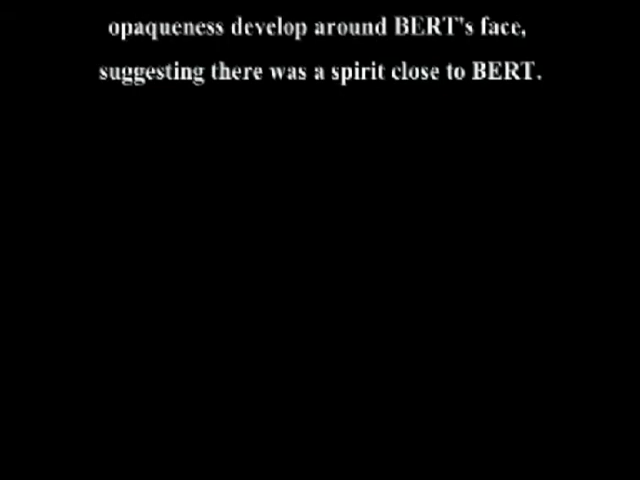 opaqueness develop around BERT's face,
suggesting there was a spirit close to BERT.